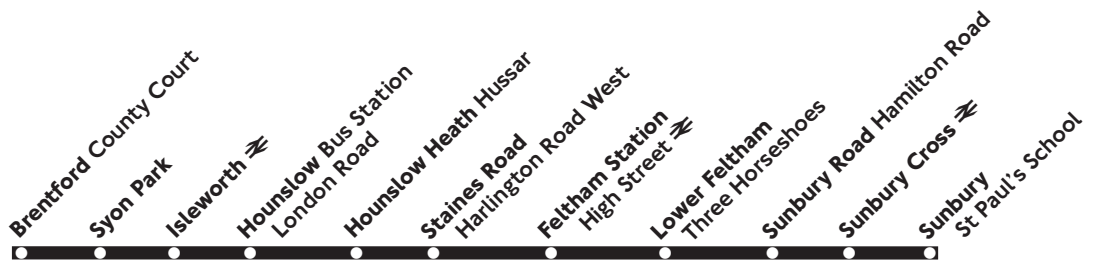 Brentford County Court
Syon Park
Isleworth
Hounslow Bus Station
London Road
Hounslow Heath Hussar
Staines Road
Harlington Road West
Feltham Station
High Street
Lower Feltham
Three Horseshoes
Sunbury Road Hamilton Road
Sunbury Cross
Sunbury
St Paul's School